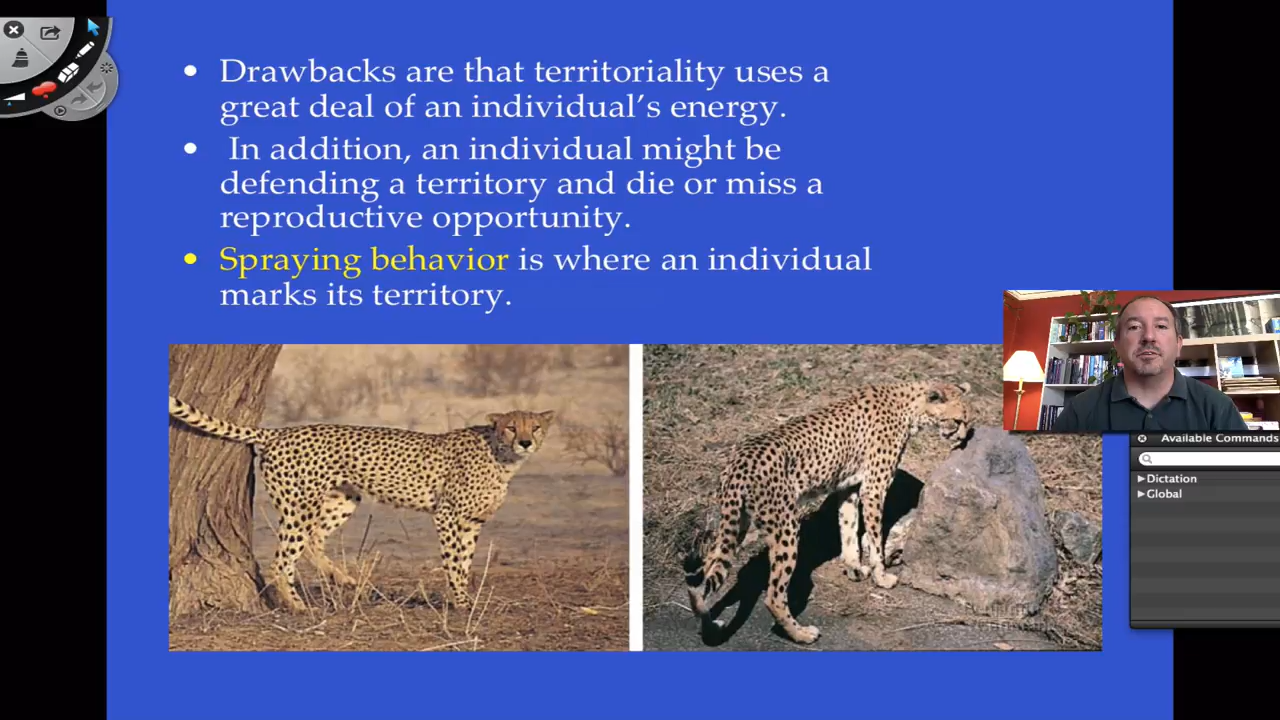 • Drawbacks are that territoriality uses a
great deal of an individual’s energy.
• In addition, an individual might be
defending a territory and die or miss a
reproductive opportunity.
• Spraying behavior is where an individual
marks its territory.
Available Commands
Dictation
Global